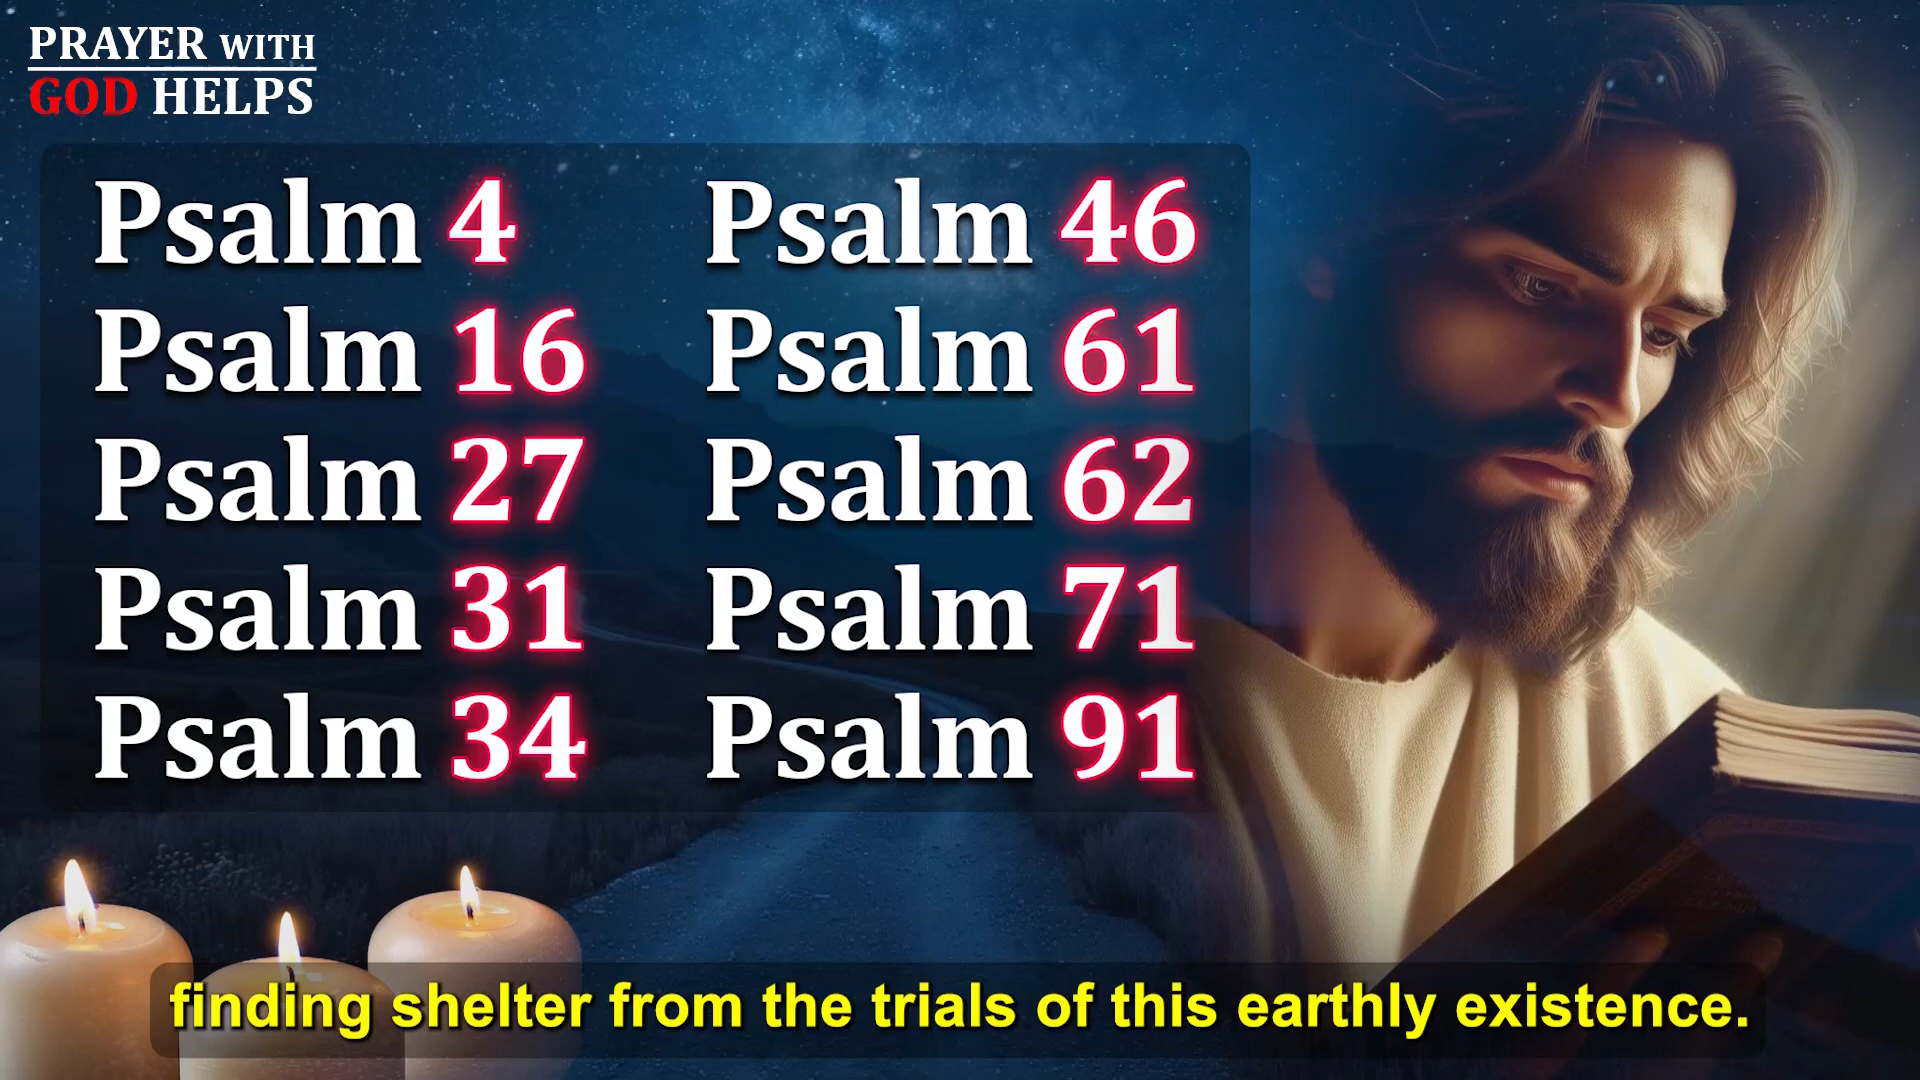 PRAYER WITH
GOD HELPS
Psalm 4
Psalm 16
Psalm 27
Psalm 31
Psalm 34
Psalm 46
Psalm 61
Psalm 62
Psalm 71
Psalm 91
finding shelter from the trials of this earthly existence.